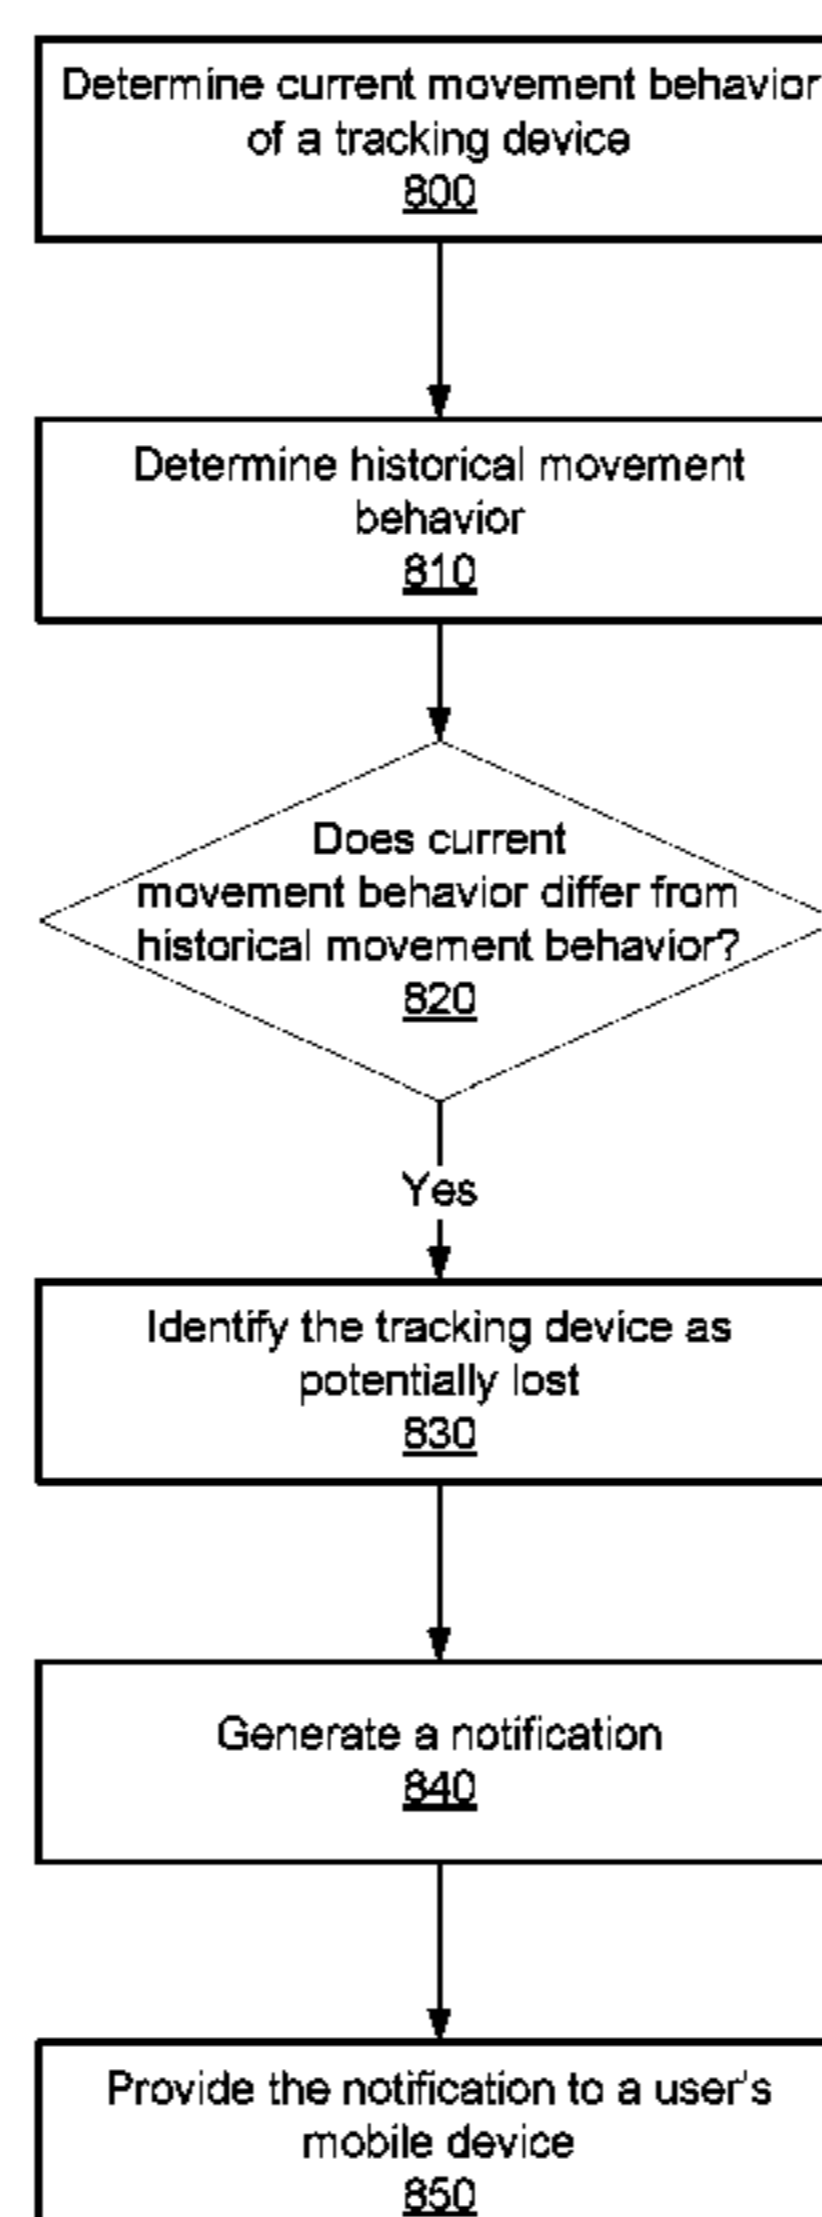 Determine current movement behavior
of a tracking device
800
Determine historical movement
behavior
810
Does current
movement behavior differ from
historical movement behavior?
820
Yes
Identify the tracking device as
potentially lost
830
Generate a notification
840
Provide the notification to a user's
mobile device
850